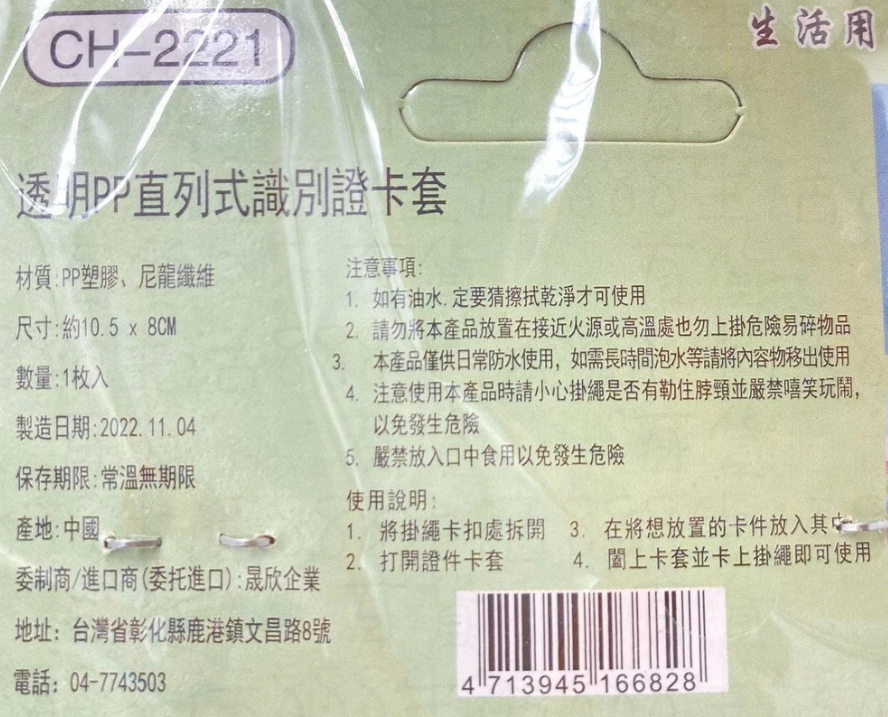 CH-2221
生活用
透明PP直列式識別證卡套
材質:PP塑膠、尼龍纖維
尺寸:約10.5 x 8CM
數量:1枚入
製造日期:2022.11.04
保存期限:常溫無期限
產地:中國
委制商/進口商(委托進口):晟欣企業
地址: 台灣省彰化縣鹿港鎮文昌路8號
電話: 04-7743503
注意事項:
1. 如有油水.定要猜擦拭乾淨才可使用
2. 請勿將本產品放置在接近火源或高溫處也勿上掛危險易碎物品
3. 本產品僅供日常防水使用，如需長時間泡水等請將內容物移出使用
4. 注意使用本產品時請小心掛繩是否有勒住脖頸並嚴禁嘻笑玩鬧，
以免發生危險
5. 嚴禁放入口中食用以免發生危險
使用說明:
1. 將掛繩卡扣處拆開
2. 打開證件卡套
3. 在將想放置的卡件放入其中
4. 闔上卡套並卡上掛繩即可使用
4 713945 166828